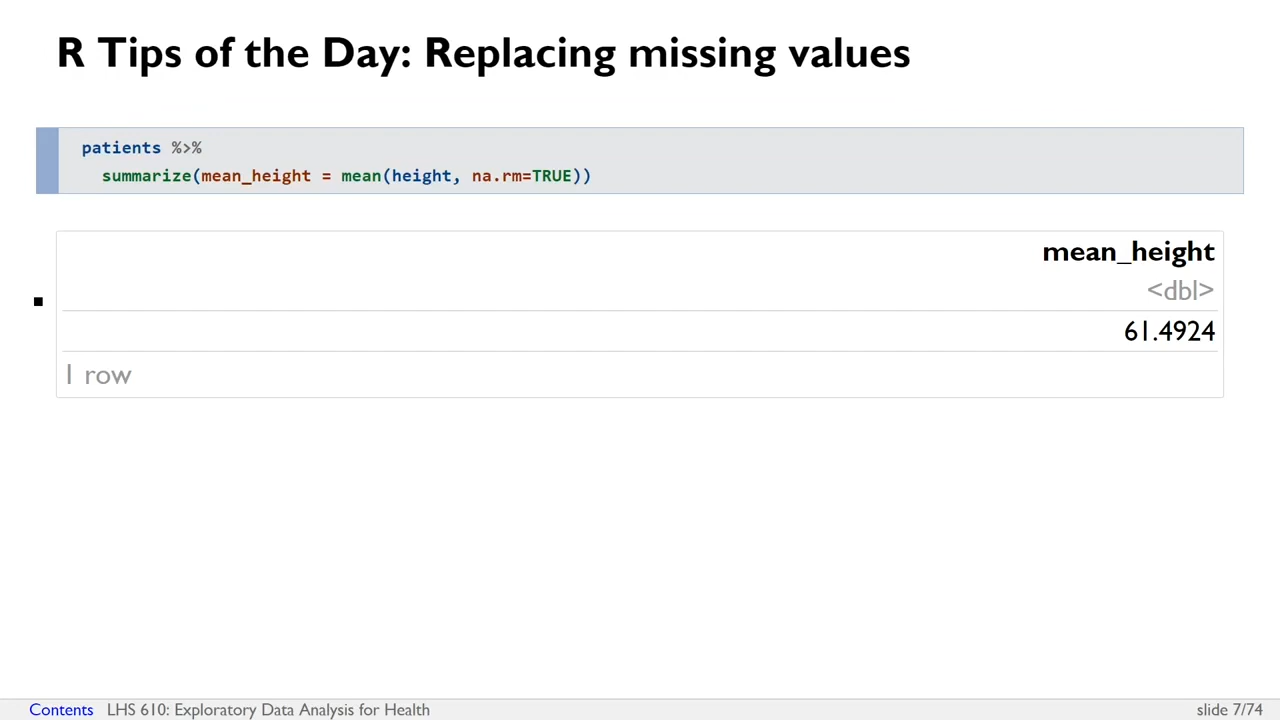 R Tips of the Day: Replacing missing values
patients %>%
summarize(mean_height = mean(height, na.rm=TRUE))
mean_height
<dbl>
61.4924
1 row
Contents LHS 610: Exploratory Data Analysis for Health
slide 7/74